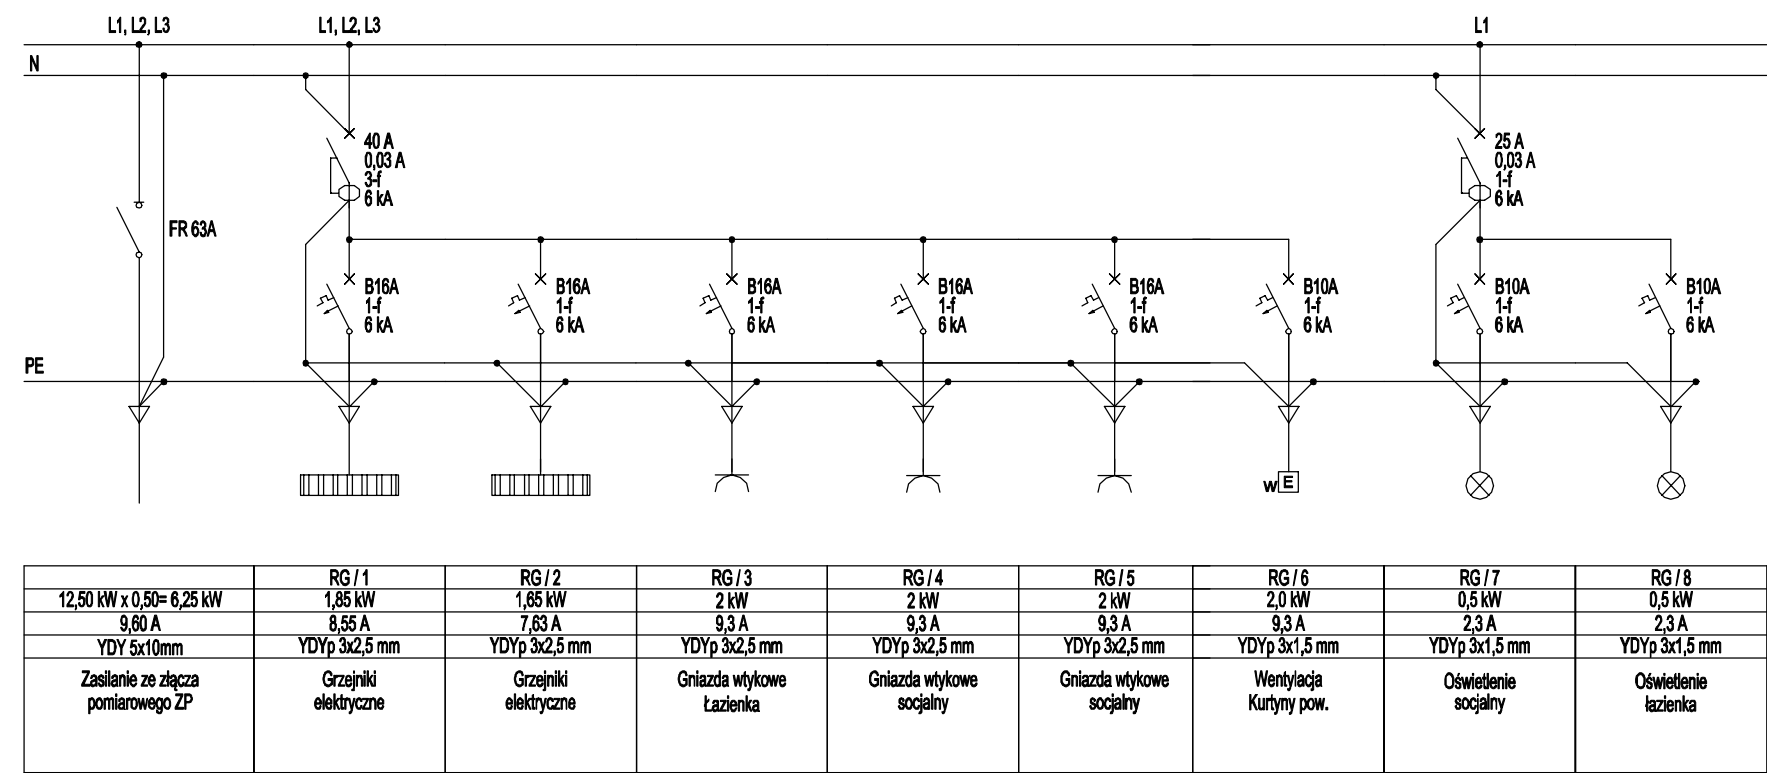 L1, L2, L3
L1, L2, L3
L1
N
40 A
0,03 A
3-f
6 kA
25 A
0,03 A
1-f
6 kA
FR 63A
B16A
1-f
6 kA
B16A
1-f
6 kA
B16A
1-f
6 kA
B16A
1-f
6 kA
B16A
1-f
6 kA
B10A
1-f
6 kA
B10A
1-f
6 kA
B10A
1-f
6 kA
PE
w E
RG / 1 RG / 2 RG / 3 RG / 4 RG / 5 RG / 6 RG / 7 RG / 8
12,50 kW x 0,50= 6,25 kW 1,85 kW 1,65 kW 2 kW 2 kW 2 kW 2,0 kW 0,5 kW 0,5 kW
9,60 A 8,55 A 7,63 A 9,3 A 9,3 A 9,3 A 9,3 A 2,3 A 2,3 A
YDY 5x10mm YDYp 3x2,5 mm YDYp 3x2,5 mm YDYp 3x2,5 mm YDYp 3x2,5 mm YDYp 3x2,5 mm YDYp 3x1,5 mm YDYp 3x1,5 mm YDYp 3x1,5 mm
Zasilanie ze złącza
pomiarowego ZP
Grzejniki
elektryczne
Grzejniki
elektryczne
Gniazda wtykowe
Łazienka
Gniazda wtykowe
socjalny
Gniazda wtykowe
socjalny
Wentylacja
Kurtyny pow.
Oświetlenie
socjalny
Oświetlenie
łazienka